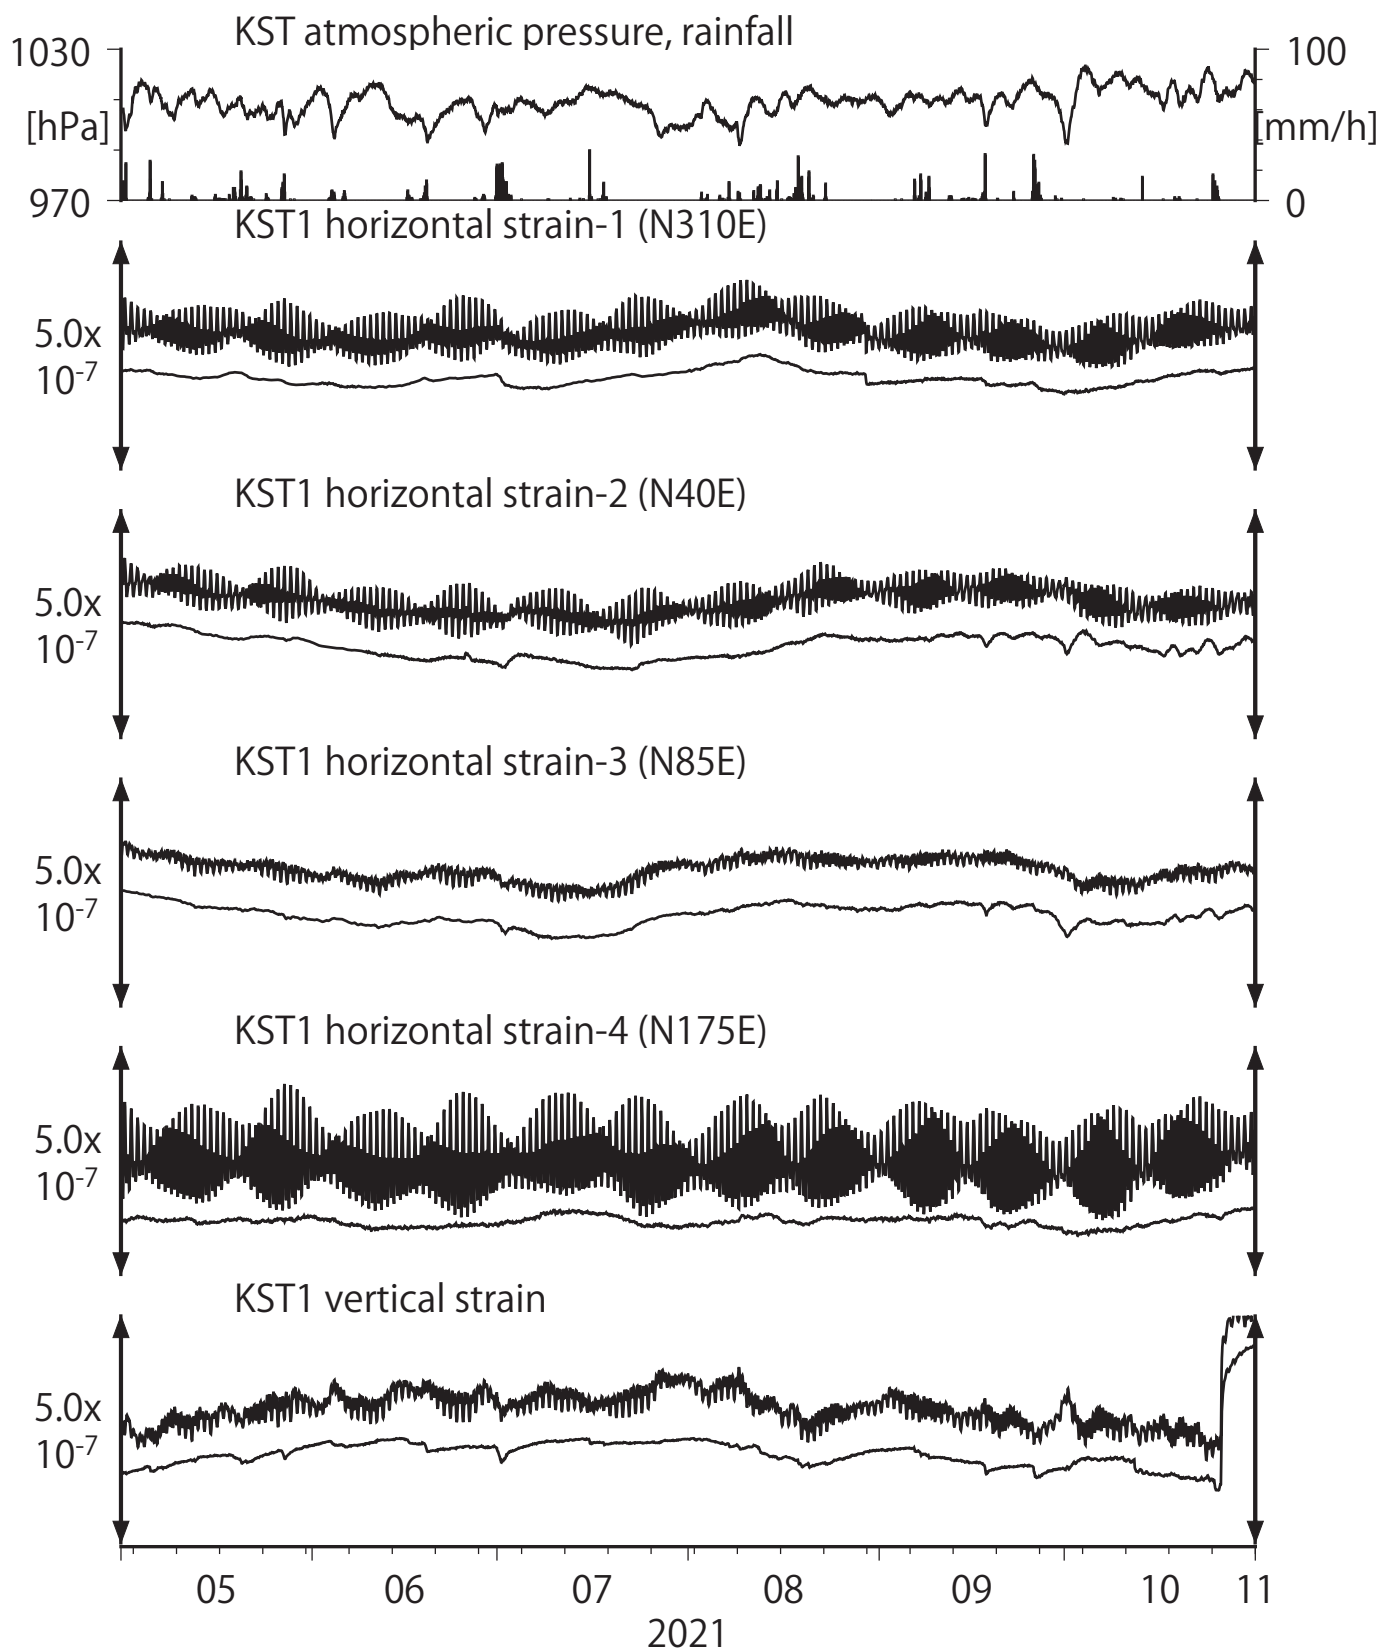 KST atmospheric pressure, rainfall
1030
100
[hPa]
[mm/h]
970
0
KST1 horizontal strain-1 (N310E)
5.0x
10-7
KST1 horizontal strain-2 (N40E)
5.0x
10-7
KST1 horizontal strain-3 (N85E)
5.0x
10-7
KST1 horizontal strain-4 (N175E)
5.0x
10-7
KST1 vertical strain
5.0x
10-7
05 06 07 08 09 10 11
2021